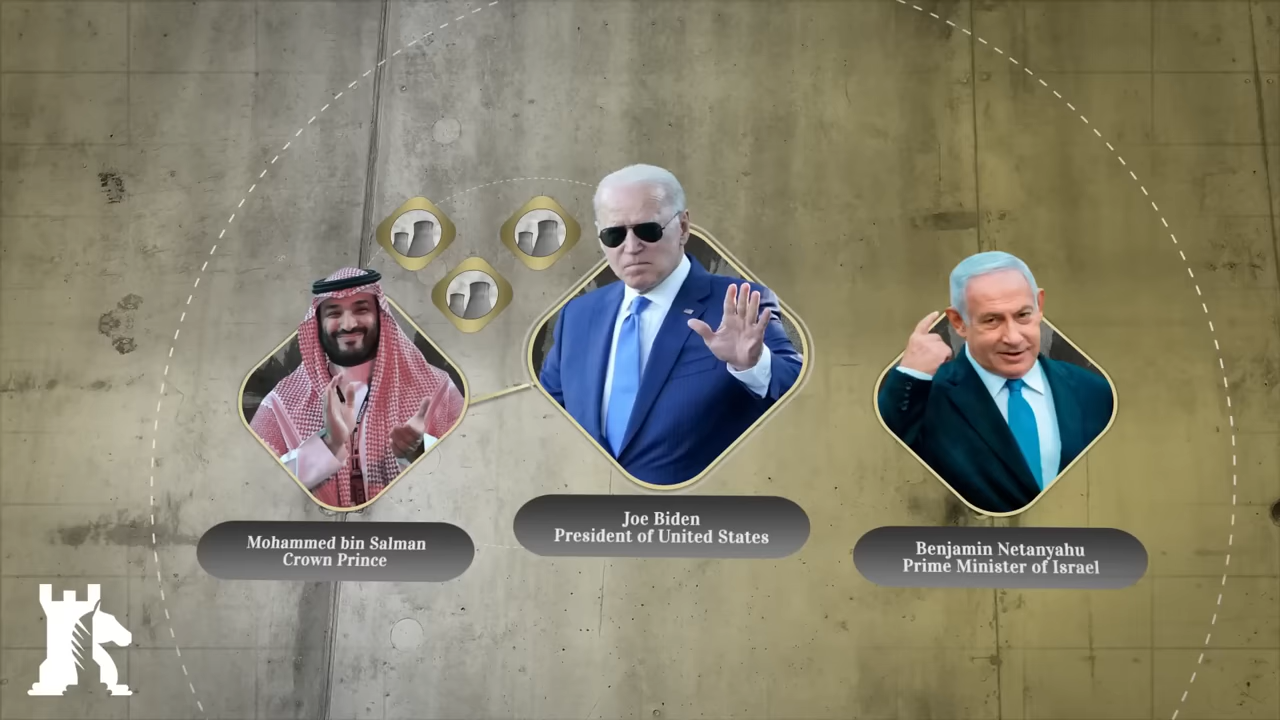 Mohammed bin Salman
Crown Prince
Joe Biden
President of United States
Benjamin Netanyahu
Prime Minister of Israel